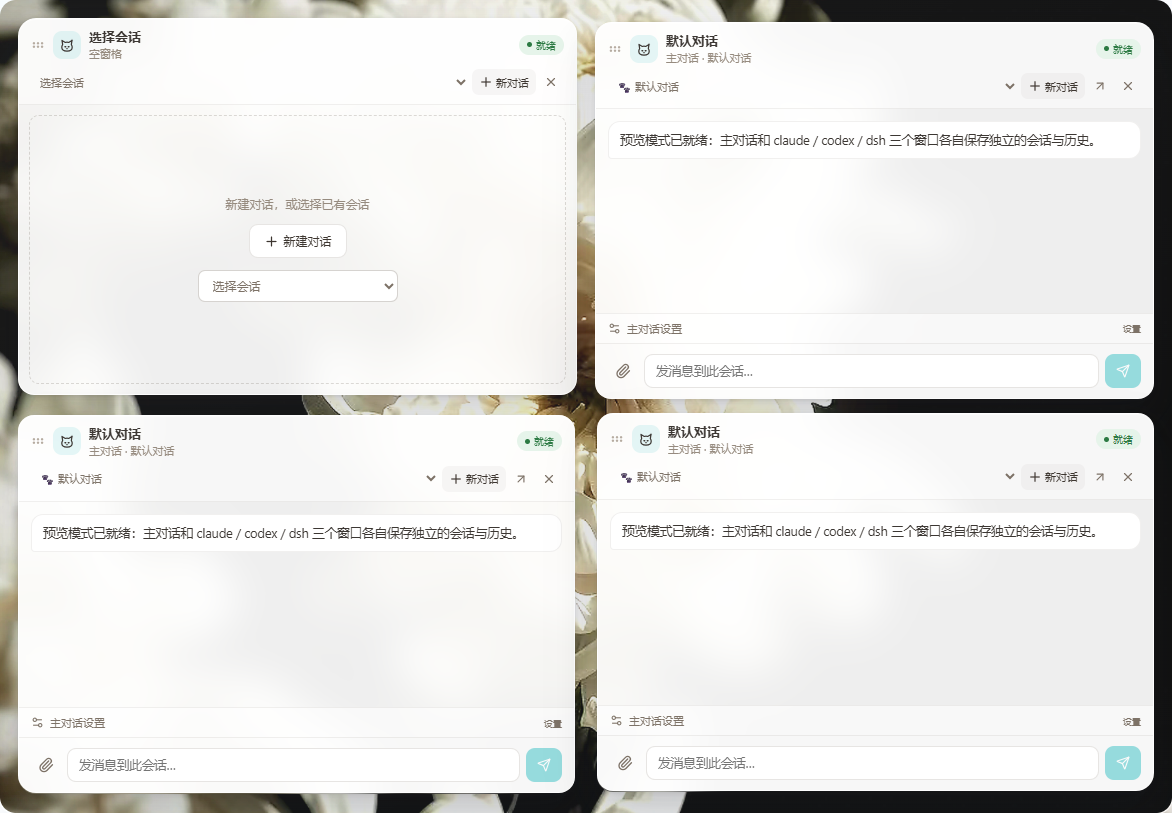 选择会话
空窗格
就绪
选择会话
新对话
新建对话，或选择已有会话
新建对话
选择会话
默认对话
主对话 · 默认对话
就绪
默认对话
新对话
预览模式已就绪：主对话和 claude / codex / dsh 三个窗口各自保存独立的会话与历史。
主对话设置
设置
发消息到此会话...
默认对话
主对话 · 默认对话
就绪
默认对话
新对话
预览模式已就绪：主对话和 claude / codex / dsh 三个窗口各自保存独立的会话与历史。
主对话设置
设置
发消息到此会话...
默认对话
主对话 · 默认对话
就绪
默认对话
新对话
预览模式已就绪：主对话和 claude / codex / dsh 三个窗口各自保存独立的会话与历史。
主对话设置
设置
发消息到此会话...